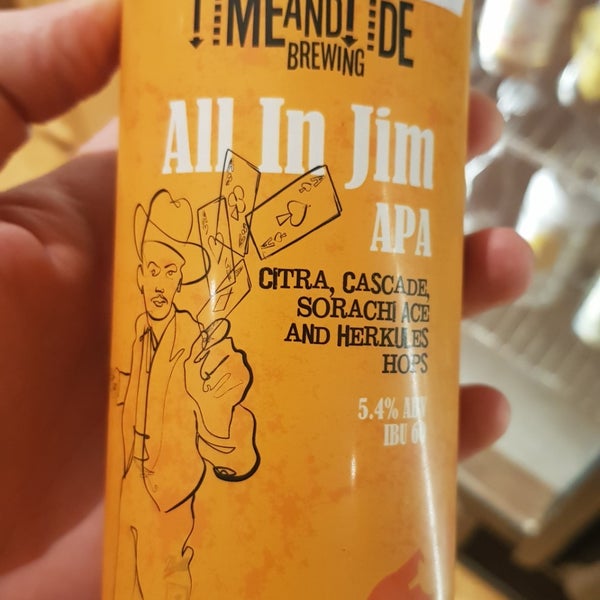 TIMEANDTIDE
BREWING
All In Jim
APA
CITRA, CASCADE,
SORACHI ACE
AND HERKULES
HOPS
5.4% ABV
IBU